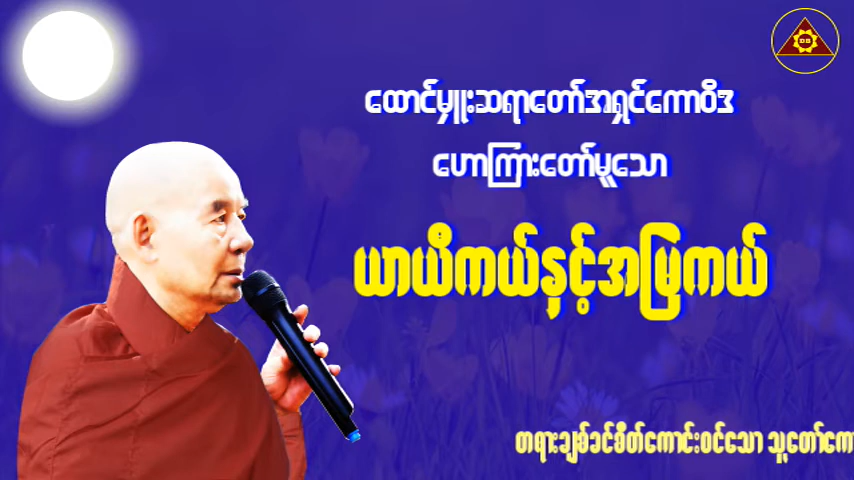 DB
ထောင်မှူးဆရာတော်အရှင်ကောဝိဒ
ဟောကြားတော်မူသော
ယာယီကယ်နှင့်အမြဲကယ်
တရားချစ်ခင်စိတ်ကောင်းဝင်သော သူတော်ကော